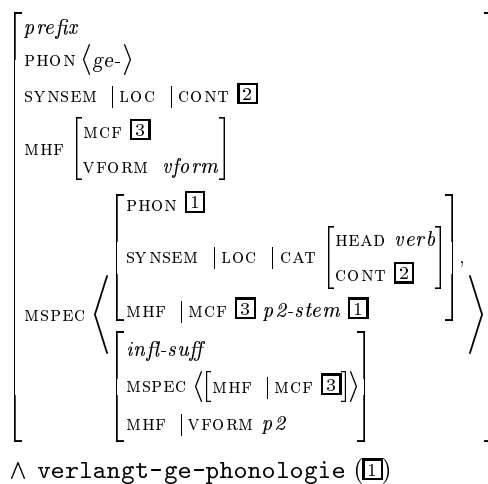 prefix
PHON ⟨ge-⟩
SYNSEM |LOC |CONT 2
MHF [MCF 3
VFORM vform]
MSPEC ⟨[PHON 1
SYNSEM |LOC |CAT [HEAD verb
CONT 2]
MHF |MCF 3 p2-stem 1],
[infl-suff
MSPEC ⟨[MHF |MCF 3]⟩
MHF |VFORM p2]⟩
∧ verlangt-ge-phonologie (1)